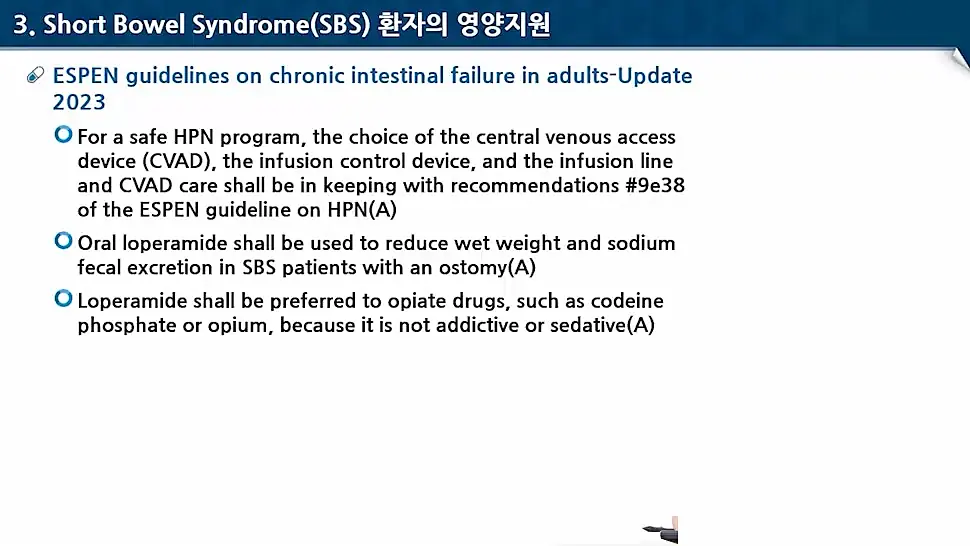 3. Short Bowel Syndrome(SBS) 환자의 영양지원
ESPEN guidelines on chronic intestinal failure in adults-Update
2023
For a safe HPN program, the choice of the central venous access
device (CVAD), the infusion control device, and the infusion line
and CVAD care shall be in keeping with recommendations #9e38
of the ESPEN guideline on HPN(A)
Oral loperamide shall be used to reduce wet weight and sodium
fecal excretion in SBS patients with an ostomy(A)
Loperamide shall be preferred to opiate drugs, such as codeine
phosphate or opium, because it is not addictive or sedative(A)